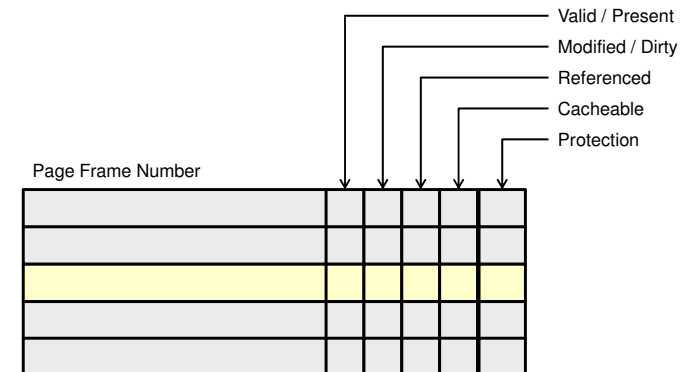 Valid / Present
Modified / Dirty
Referenced
Cacheable
Protection
Page Frame Number